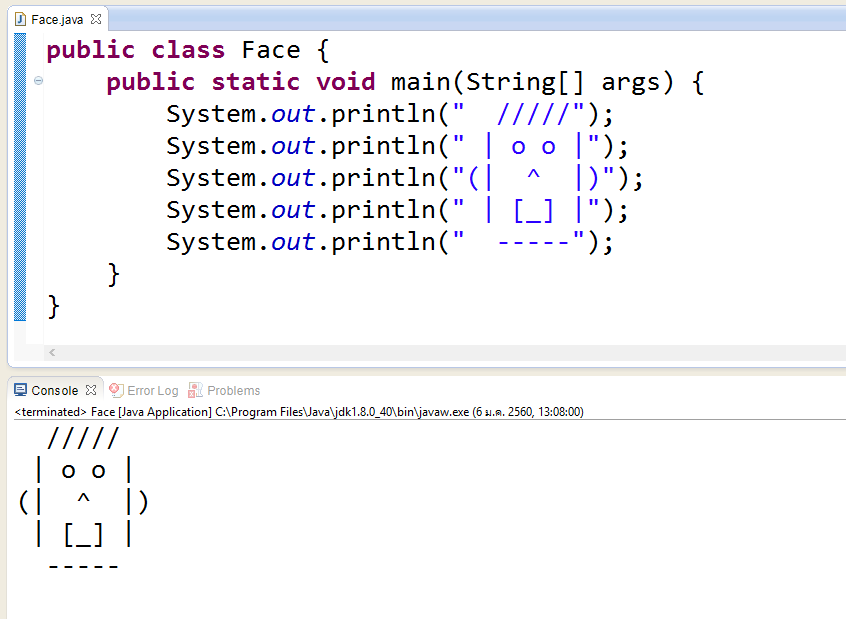 Face.java
public class Face {
    public static void main(String[] args) {
        System.out.println("  /////");
        System.out.println(" | o o |");
        System.out.println("(|  ^  |)");
        System.out.println(" | [_] |");
        System.out.println("  -----");
    }
}
Console Error Log Problems
<terminated> Face [Java Application] C:\Program Files\Java\jdk1.8.0_40\bin\javaw.exe (6 ม.ค. 2560, 13:08:00)
  /////
 | o o |
(|  ^  |)
 | [_] |
  -----